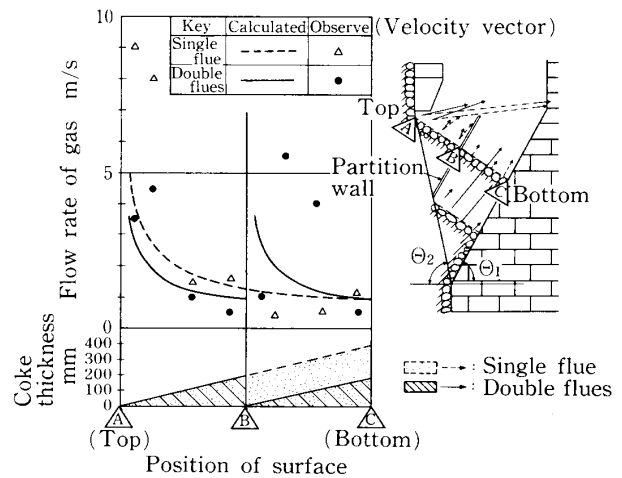 Key Calculated Observe
Single flue
Double flues
(Velocity vector)
10
5
0
Flow rate of gas m/s
400
300
200
100
0
Coke thickness mm
A B C
(Top) (Bottom)
Position of surface
Top
A
B
C
Bottom
Partition wall
Θ2 Θ1
: Single flue
: Double flues